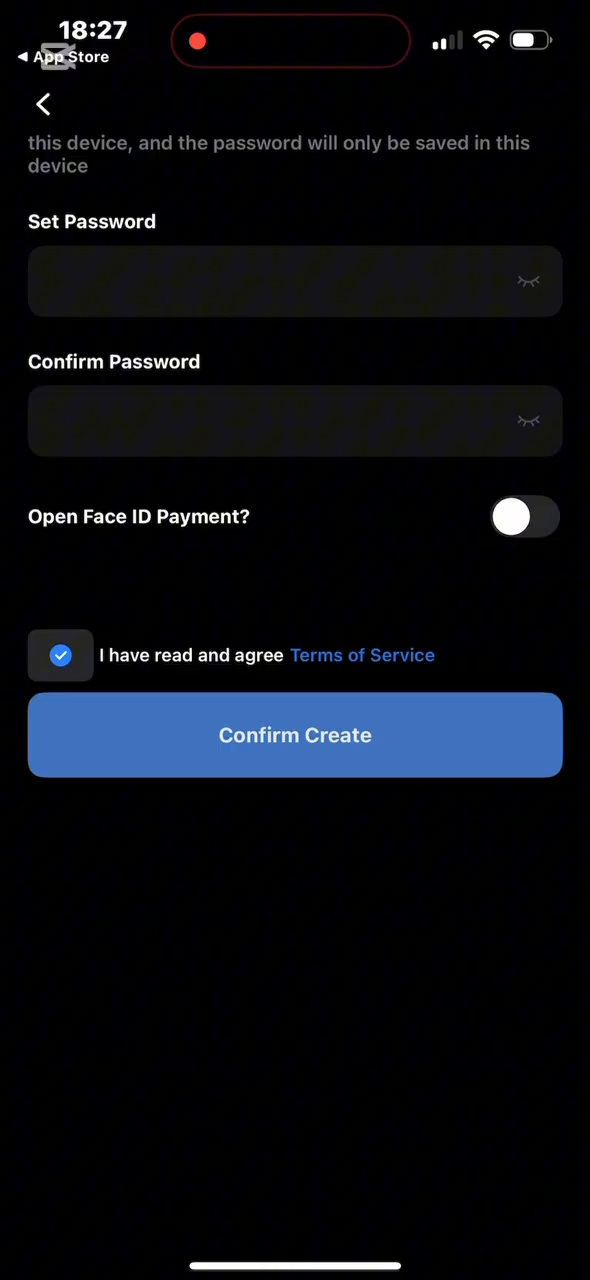 18:27
◀ App Store
this device, and the password will only be saved in this
device
Set Password
Confirm Password
Open Face ID Payment?
I have read and agree Terms of Service
Confirm Create